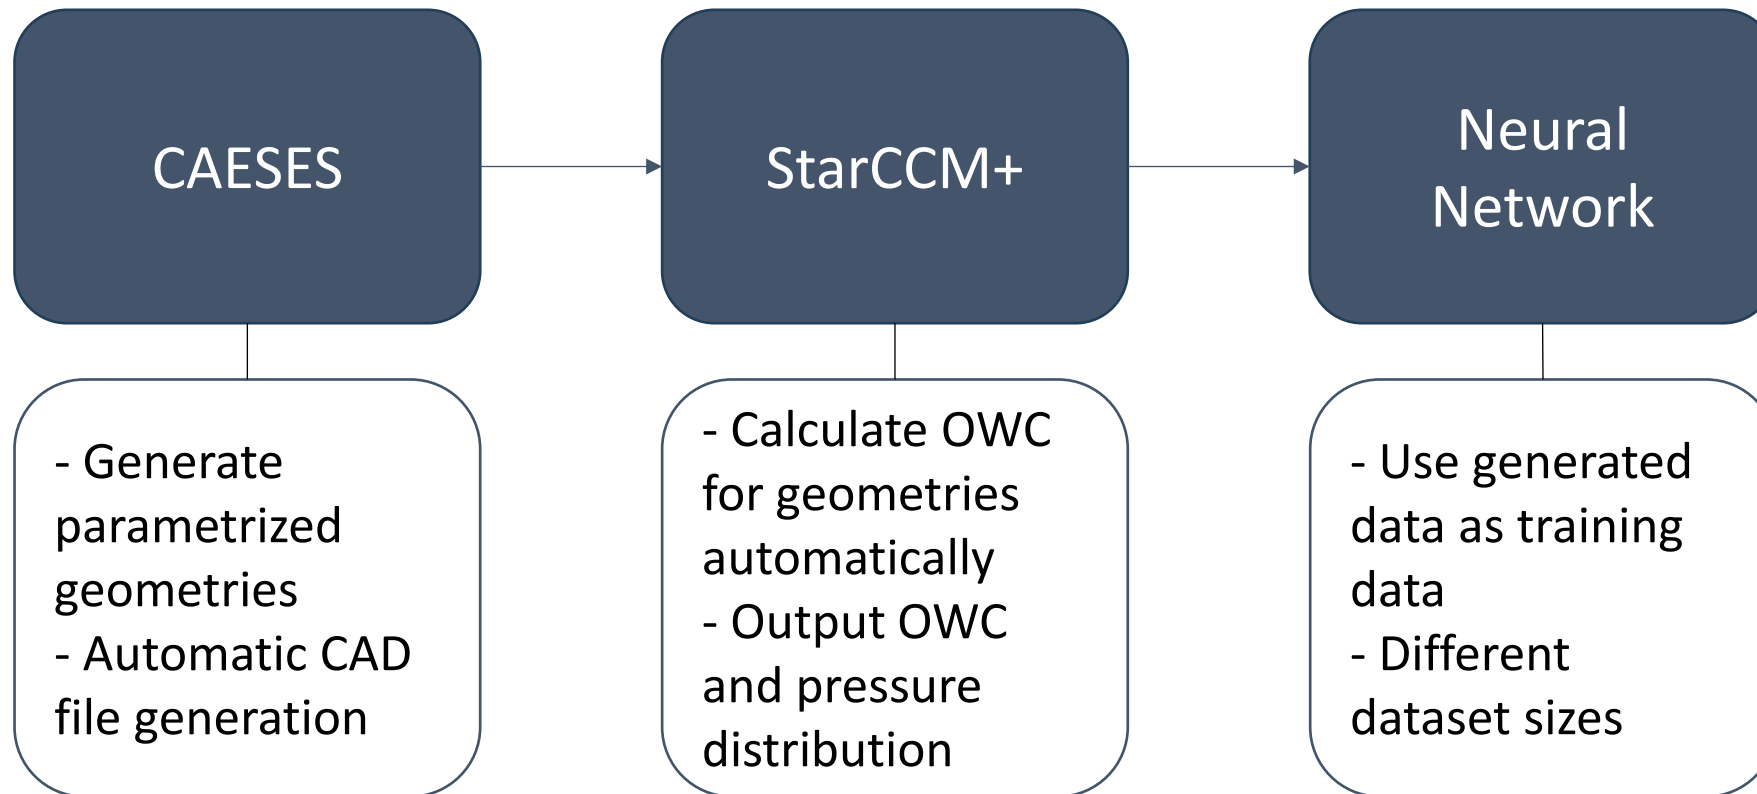 CAESES
StarCCM+
Neural
Network
- Generate
parametrized
geometries
- Automatic CAD
file generation
- Calculate OWC
for geometries
automatically
- Output OWC
and pressure
distribution
- Use generated
data as training
data
- Different
dataset sizes